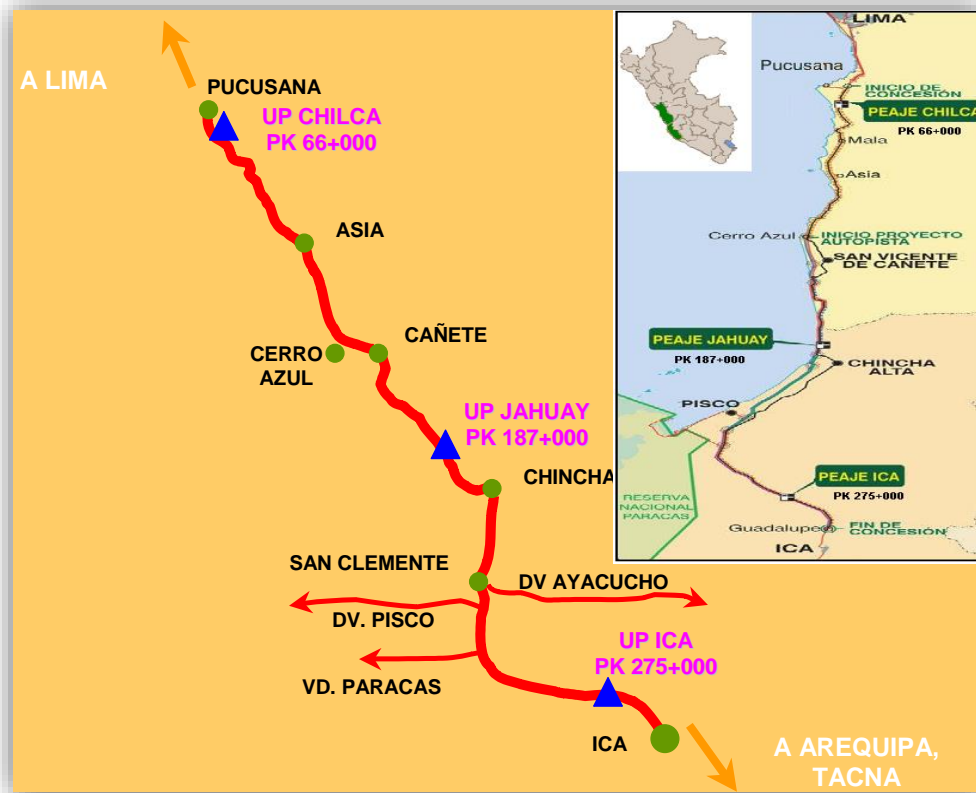 A LIMA
PUCUSANA
UP CHILCA
PK 66+000
ASIA
CERRO
AZUL
CAÑETE
UP JAHUAY
PK 187+000
CHINCHA
SAN CLEMENTE
DV AYACUCHO
DV. PISCO
VD. PARACAS
UP ICA
PK 275+000
ICA
A AREQUIPA,
TACNA
LIMA
Pucusana
INICIO DE
CONCESIÓN
PEAJE CHILCA
PK 66+000
Mala
Asia
Cerro Azul
INICIO PROYECTO
AUTOPISTA
SAN VICENTE
DE CAÑETE
PEAJE JAHUAY
PK 187+000
CHINCHA
ALTA
PISCO
PEAJE ICA
PK 275+000
RESERVA
NACIONAL
PARACAS
Guadalupe
FIN DE
CONCESIÓN
ICA